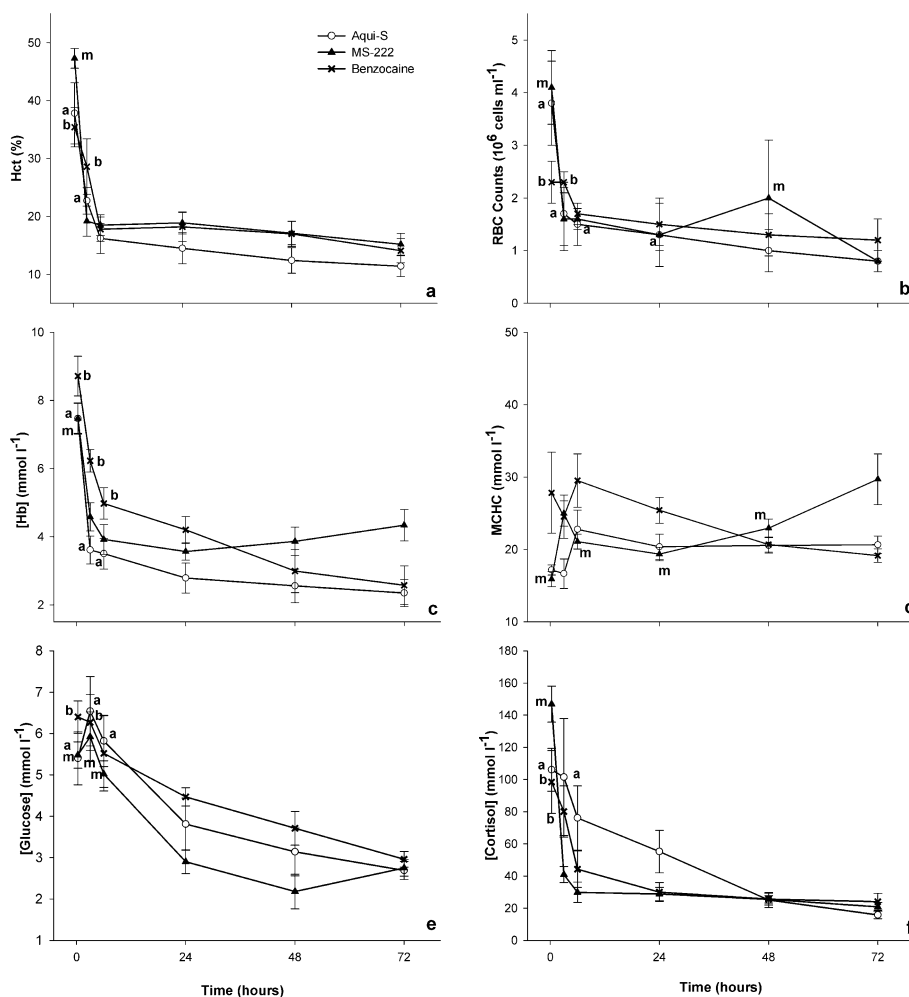 Aqui-S
MS-222
Benzocaine
Hct (%)
50
40
30
20
10
m
a
b
b
a
a
RBC Counts (10⁶ cells ml⁻¹)
5
4
3
2
1
0
m
a
b
b
a
a
a
m
b
[Hb] (mmol l⁻¹)
10
8
6
4
2
b
a
m
b
b
a
a
c
MCHC (mmol l⁻¹)
50
40
30
20
10
m
m
m
m
[Glucose] (mmol l⁻¹)
8
7
6
5
4
3
2
1
b
a
m
a
b
m
a
m
e
0
24
48
72
Time (hours)
[Cortisol] (mmol l⁻¹)
180
160
140
120
100
80
60
40
20
0
m
a
b
b
a
f
0
24
48
72
Time (hours)